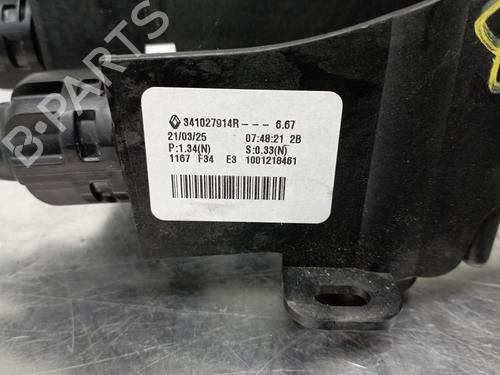 341027914R--- 6.67
21/03/25 07:48:21 2B
P:1.34(N) S:0.33(N)
1167 F34 E3 1001218461
B-PARTS